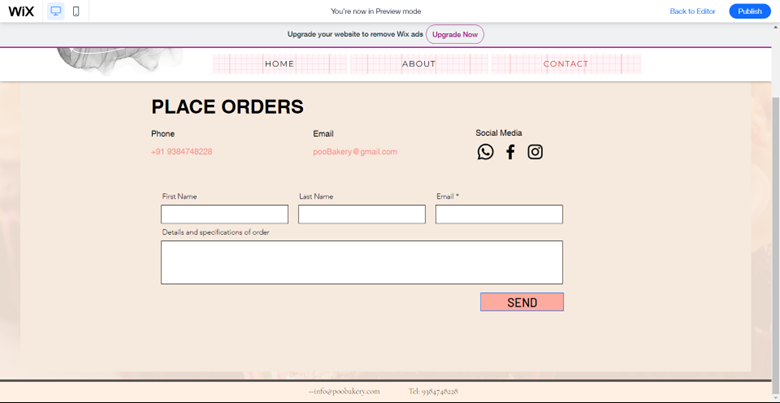 WiX
You're now in Preview mode
Back to Editor
Publish
Upgrade your website to remove Wix ads
Upgrade Now
HOME
ABOUT
CONTACT
PLACE ORDERS
Phone
Email
Social Media
+91 9384748228
pooBakery@gmail.com
First Name
Last Name
Email *
Details and specifications of order
SEND
—info@poobakery.com
Tel: 9384748228